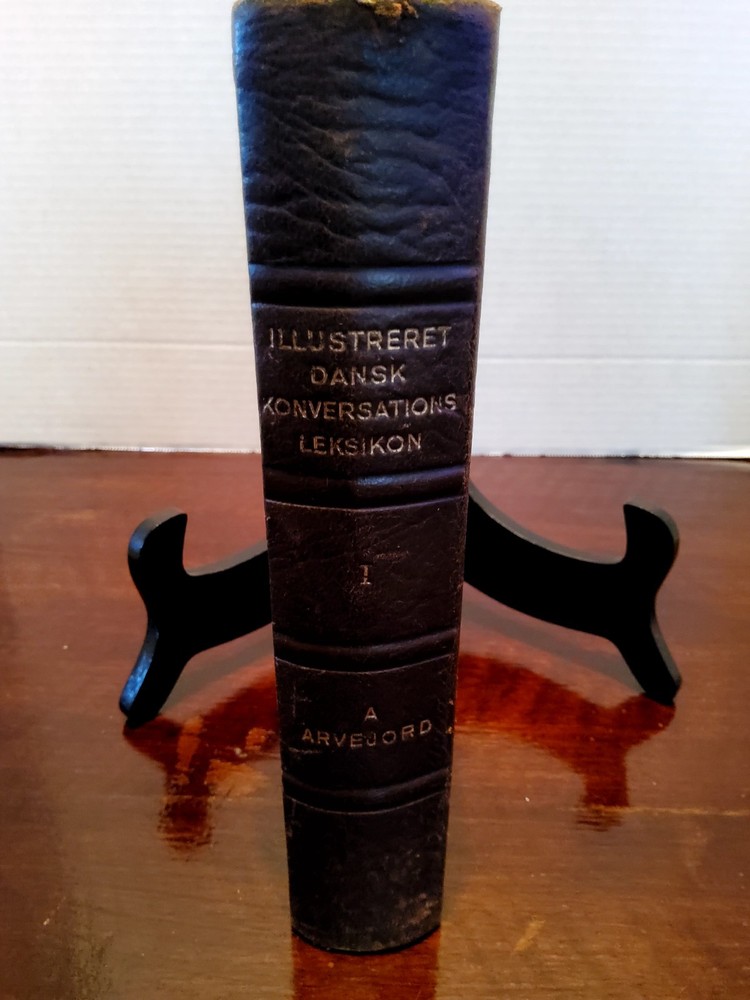 ILLUSTRERET
DANSK
KONVERSATIONS
LEKSIKON
I
A
ARVEJORD